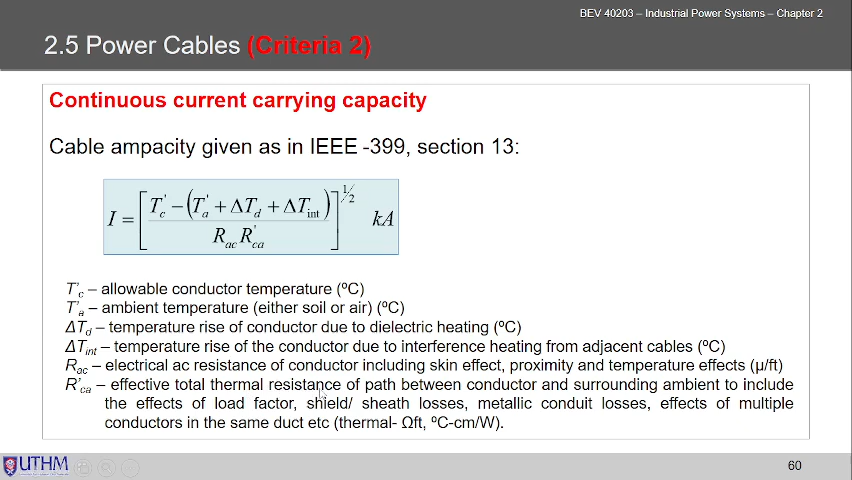 BEV 40203 – Industrial Power Systems – Chapter 2
2.5 Power Cables (Criteria 2)
Continuous current carrying capacity
Cable ampacity given as in IEEE -399, section 13:
I = [ (T'c − (T'a + ΔTd + ΔTint)) / (Rac R'ca) ]^1/2 kA
T'c – allowable conductor temperature (ºC)
T'a – ambient temperature (either soil or air) (ºC)
ΔTd – temperature rise of conductor due to dielectric heating (ºC)
ΔTint – temperature rise of the conductor due to interference heating from adjacent cables (ºC)
Rac – electrical ac resistance of conductor including skin effect, proximity and temperature effects (µ/ft)
R'ca – effective total thermal resistance of path between conductor and surrounding ambient to include
the effects of load factor, shield/ sheath losses, metallic conduit losses, effects of multiple
conductors in the same duct etc (thermal- Ωft, ºC-cm/W).
UTHM
60